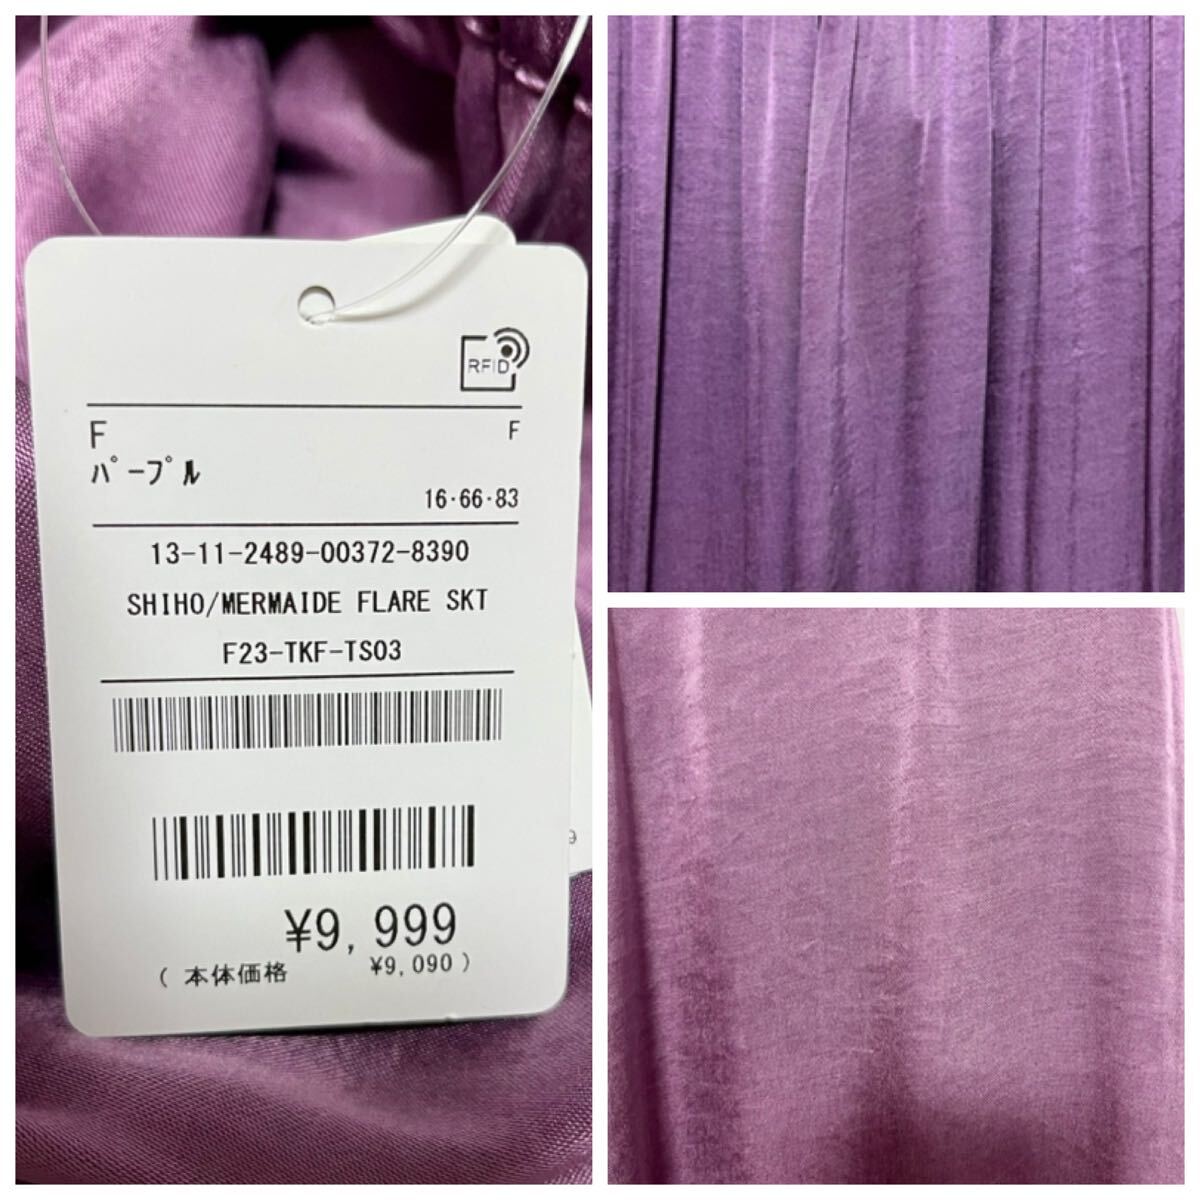 RFID
F F
パープル
16・66・83
13-11-2489-00372-8390
SHIHO/MERMAIDE FLARE SKT
F23-TKF-TS03
¥9,999
(本体価格 ¥9,090)
9